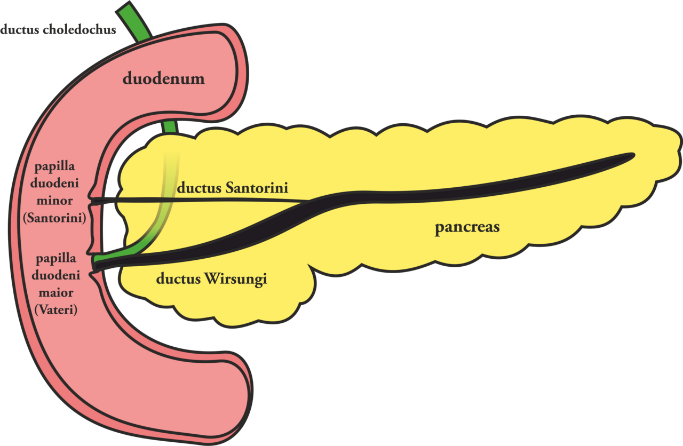 ductus choledochus
duodenum
papilla
duodeni
minor
(Santorini)
ductus Santorini
pancreas
papilla
duodeni
maior
(Vateri)
ductus Wirsungi